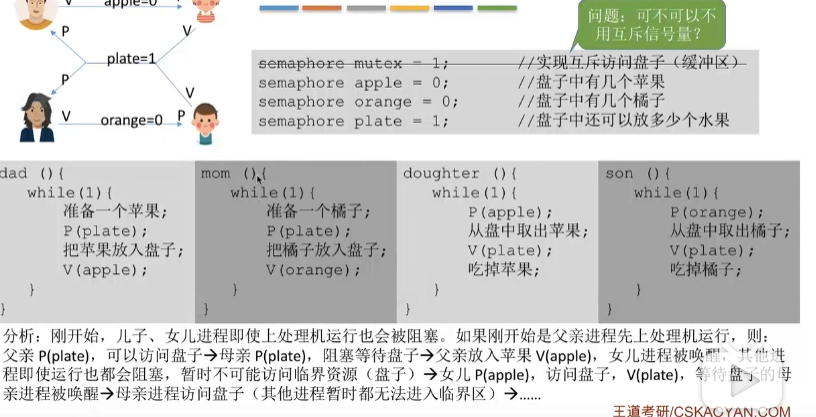 V
apple=0
P
V
P
plate=1
P
V
V
orange=0
P
问题：可不可以不
用互斥信号量？
semaphore mutex = 1; //实现互斥访问盘子（缓冲区）
semaphore apple = 0; //盘子中有几个苹果
semaphore orange = 0; //盘子中有几个橘子
semaphore plate = 1; //盘子中还可以放多少个水果
dad (){
while(1){
准备一个苹果;
P(plate);
把苹果放入盘子;
V(apple);
}
}
mom (){
while(1){
准备一个橘子;
P(plate);
把橘子放入盘子;
V(orange);
}
}
doughter (){
while(1){
P(apple);
从盘中取出苹果;
V(plate);
吃掉苹果;
}
}
son (){
while(1){
P(orange);
从盘中取出橘子;
V(plate);
吃掉橘子;
}
}
分析：刚开始，儿子、女儿进程即使上处理机运行也会被阻塞。如果刚开始是父亲进程先上处理机运行，则：
父亲 P(plate)，可以访问盘子→母亲 P(plate)，阻塞等待盘子→父亲放入苹果 V(apple)，女儿进程被唤醒，其他进
程即使运行也都会阻塞，暂时不可能访问临界资源（盘子）→女儿 P(apple)，访问盘子，V(plate)，等待盘子的母
亲进程被唤醒→母亲进程访问盘子（其他进程暂时都无法进入临界区）→……
王道考研/CSKAOYAN.COM